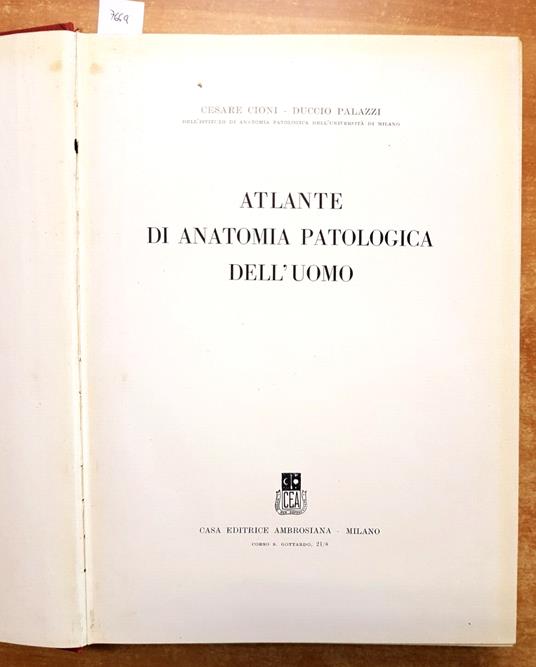 7669
CESARE CIONI - DUCCIO PALAZZI
DELL'ISTITUTO DI ANATOMIA PATOLOGICA DELL'UNIVERSITÀ DI MILANO
ATLANTE
DI ANATOMIA PATOLOGICA
DELL'UOMO
CEA
CASA EDITRICE AMBROSIANA - MILANO
CORSO S. GOTTARDO, 21/8